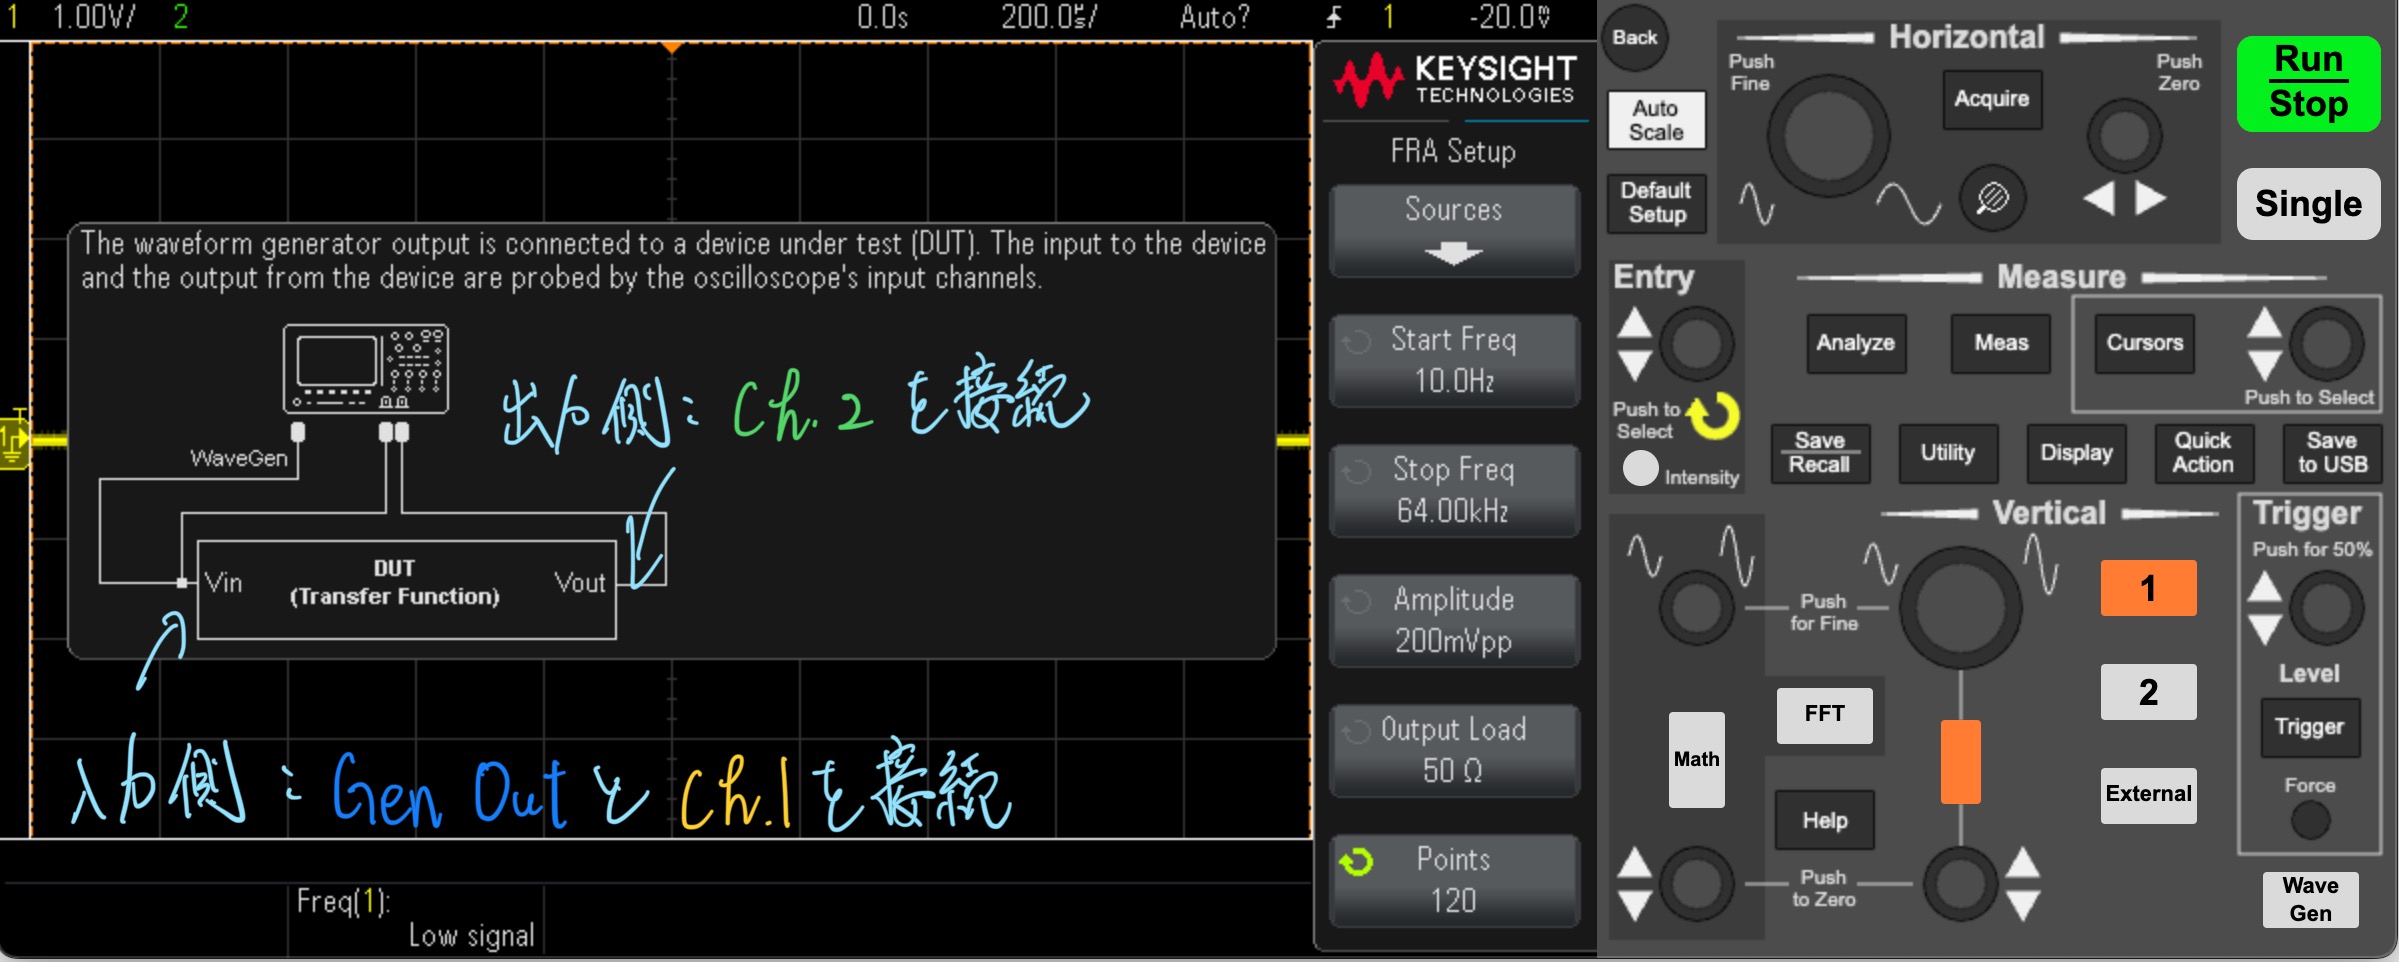 1 1.00V/ 2 0.0s 200.0µs/ Auto? 1 -20.0mV
KEYSIGHT
TECHNOLOGIES
FRA Setup
Sources
Start Freq
10.0Hz
Stop Freq
64.00kHz
Amplitude
200mVpp
Output Load
50 Ω
Points
120
The waveform generator output is connected to a device under test (DUT). The input to the device
and the output from the device are probed by the oscilloscope's input channels.
出力側: Ch.2 を接続
WaveGen
DUT
(Transfer Function)
Vin
Vout
T
1
入力側: Gen Out と Ch.1 を接続
Freq(1):
Low signal
Back
Auto
Scale
Default
Setup
Horizontal
Push
Fine
Acquire
Push
Zero
Run
Stop
Single
Entry
Push to
Select
Intensity
Measure
Analyze
Meas
Cursors
Push to Select
Save
Recall
Utility
Display
Quick
Action
Save
to USB
Vertical
Push
for Fine
1
2
External
FFT
Math
Help
Push
to Zero
Trigger
Push for 50%
Level
Trigger
Force
Wave
Gen